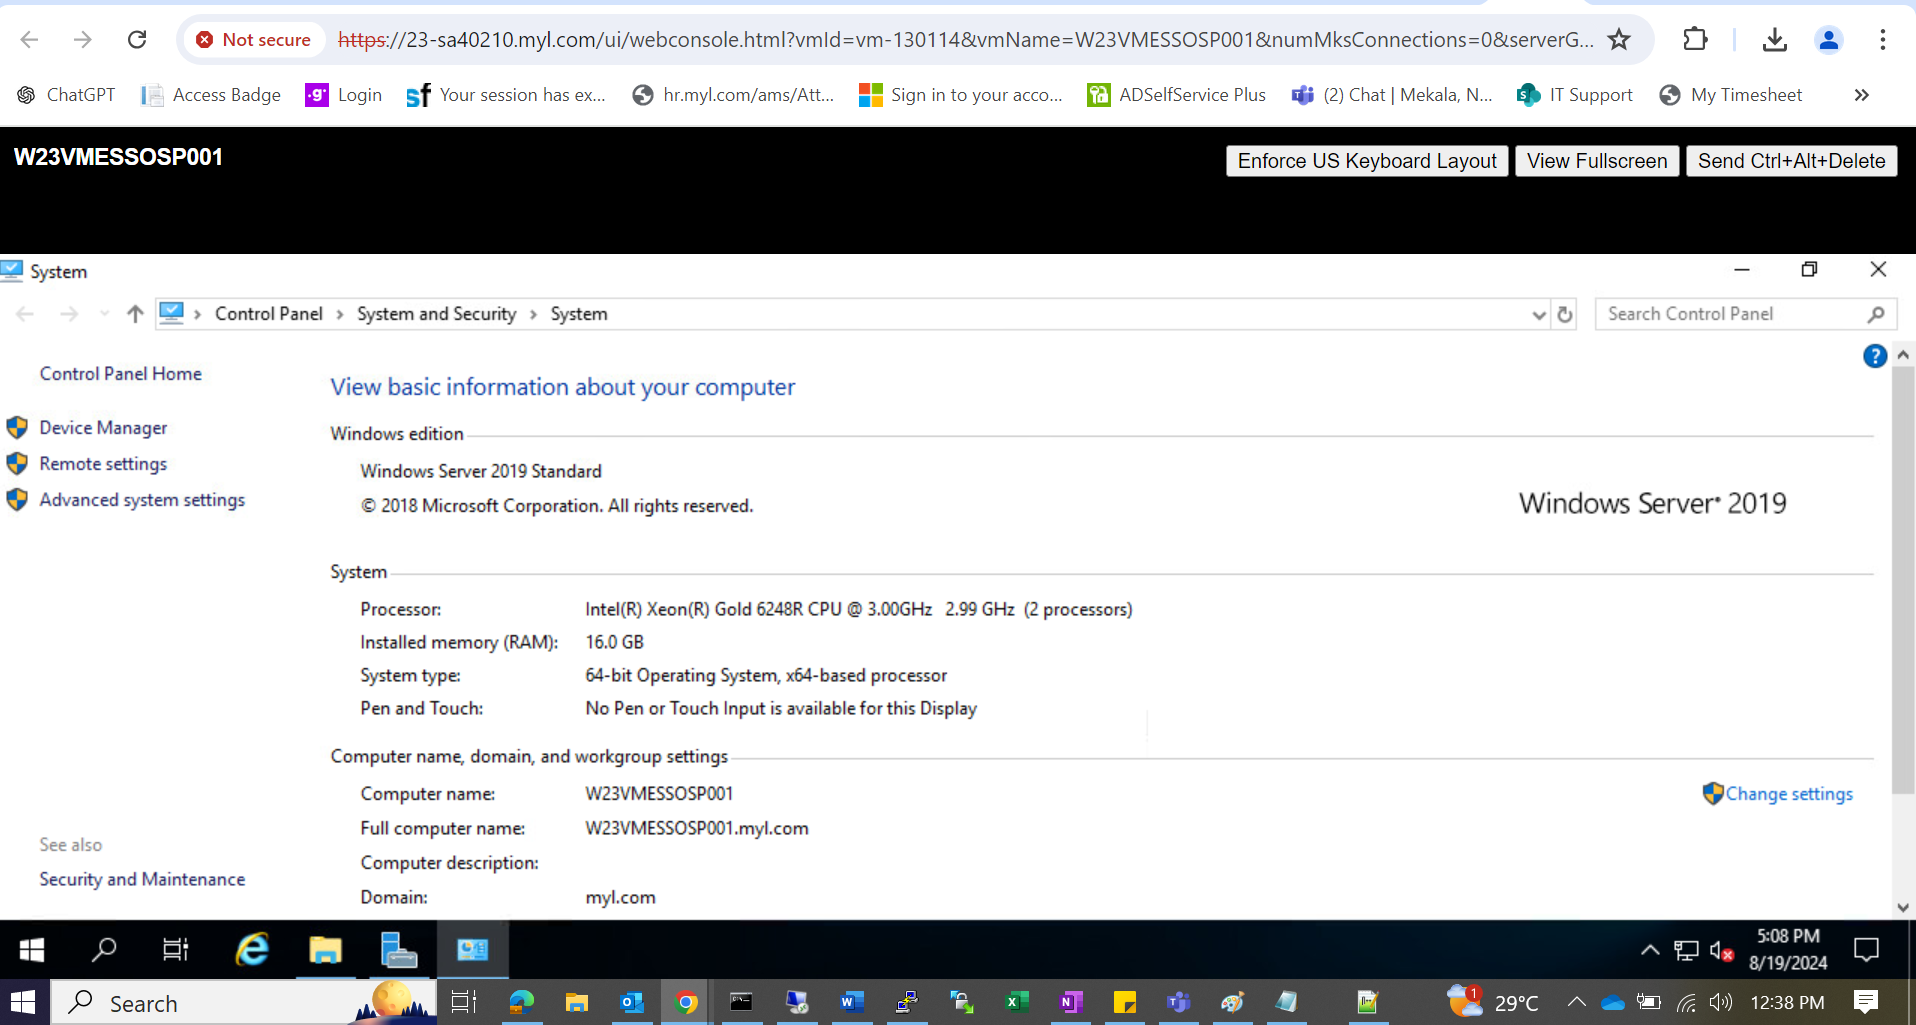 Not secure https://23-sa40210.myl.com/ui/webconsole.html?vmId=vm-130114&vmName=W23VMESSOSP001&numMksConnections=0&serverG...
ChatGPT Access Badge .g' Login sf Your session has ex... hr.myl.com/ams/Att... Sign in to your acco... ADSelfService Plus (2) Chat | Mekala, N... IT Support My Timesheet »
W23VMESSOSP001 Enforce US Keyboard Layout View Fullscreen Send Ctrl+Alt+Delete
System
Control Panel > System and Security > System Search Control Panel
?
Control Panel Home
View basic information about your computer
Device Manager
Windows edition
Remote settings
Windows Server 2019 Standard
Advanced system settings
© 2018 Microsoft Corporation. All rights reserved.
Windows Server® 2019
System
Processor: Intel(R) Xeon(R) Gold 6248R CPU @ 3.00GHz 2.99 GHz (2 processors)
Installed memory (RAM): 16.0 GB
System type: 64-bit Operating System, x64-based processor
Pen and Touch: No Pen or Touch Input is available for this Display
Computer name, domain, and workgroup settings
Computer name: W23VMESSOSP001 Change settings
Full computer name: W23VMESSOSP001.myl.com
See also
Computer description:
Security and Maintenance
Domain: myl.com
5:08 PM
8/19/2024
Search 1 29°C 12:38 PM